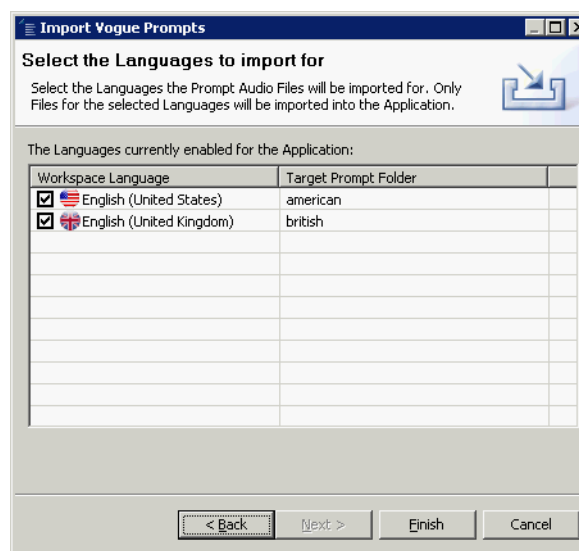 Import Vogue Prompts
Select the Languages to import for
Select the Languages the Prompt Audio Files will be imported for. Only
Files for the selected Languages will be imported into the Application.
The Languages currently enabled for the Application:
Workspace Language Target Prompt Folder
English (United States) american
English (United Kingdom) british
< Back Next > Finish Cancel